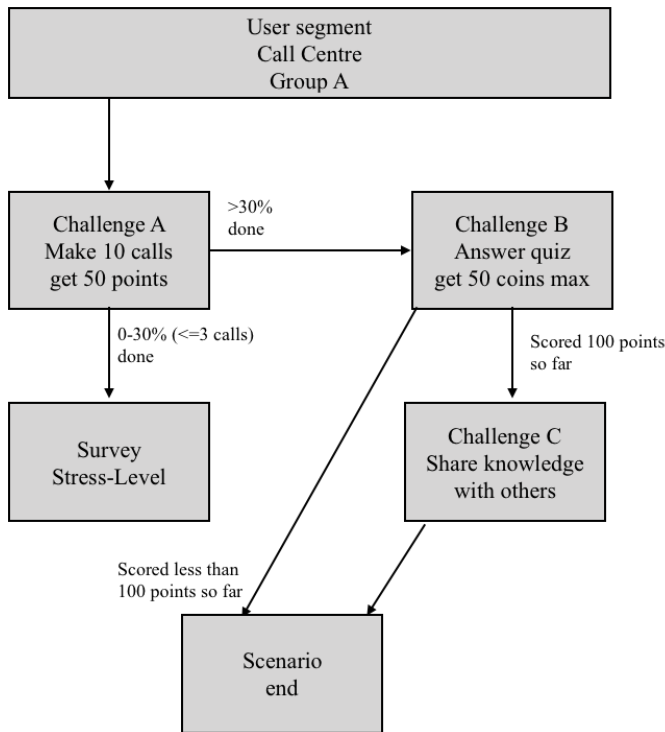 User segment
Call Centre
Group A
Challenge A
Make 10 calls
get 50 points
>30%
done
Challenge B
Answer quiz
get 50 coins max
0-30% (<=3 calls)
done
Scored 100 points
so far
Survey
Stress-Level
Challenge C
Share knowledge
with others
Scored less than
100 points so far
Scenario
end